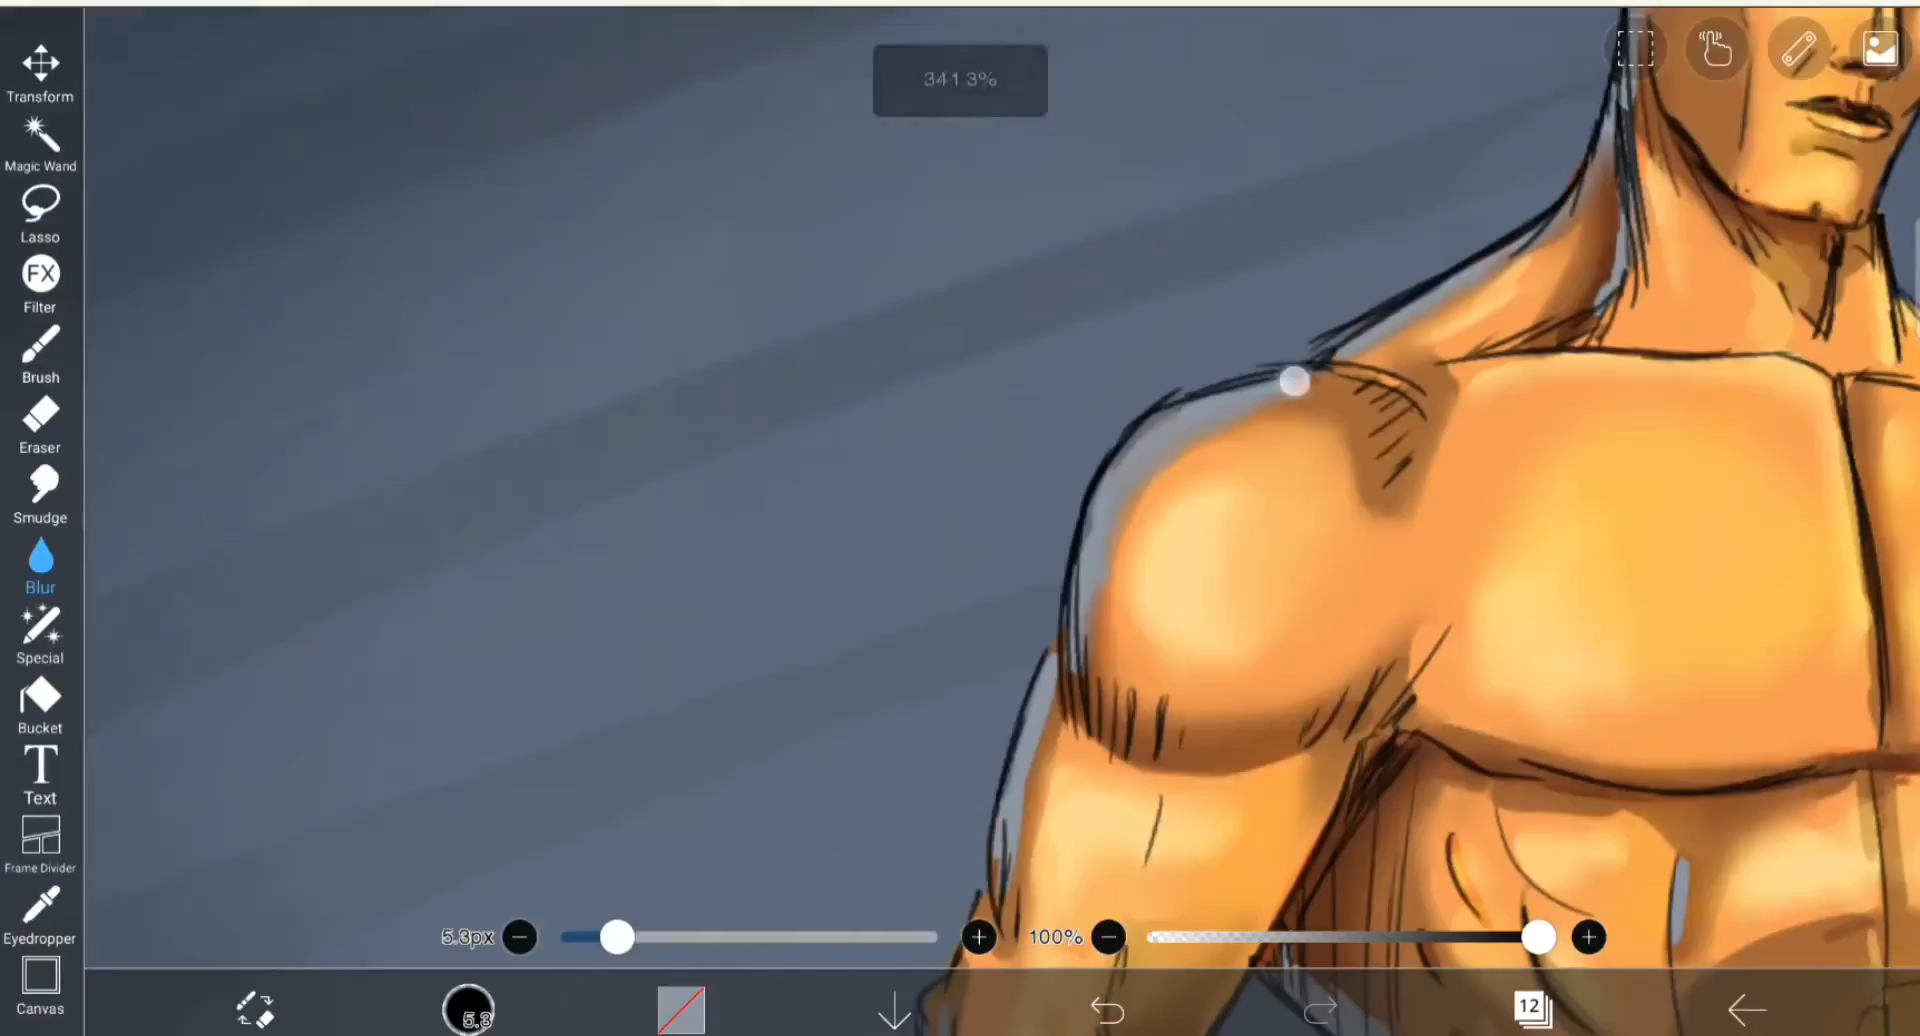 341.3%
Transform
Magic Wand
Lasso
FX
Filter
Brush
Eraser
Smudge
Blur
Special
Bucket
T
Text
Frame Divider
Eyedropper
Canvas
5.3px
100%
5.3
12